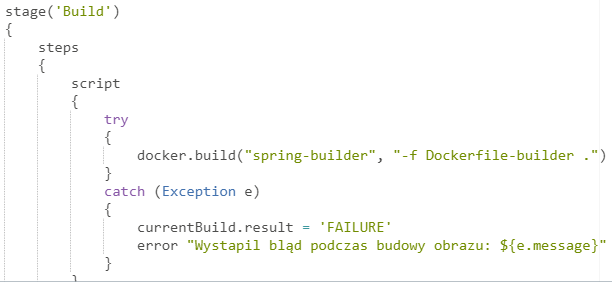 stage('Build')
{
    steps
    {
        script
        {
            try
            {
                docker.build("spring-builder", "-f Dockerfile-builder .")
            }
            catch (Exception e)
            {
                currentBuild.result = 'FAILURE'
                error "Wystapil błąd podczas budowy obrazu: ${e.message}"
            }
        }